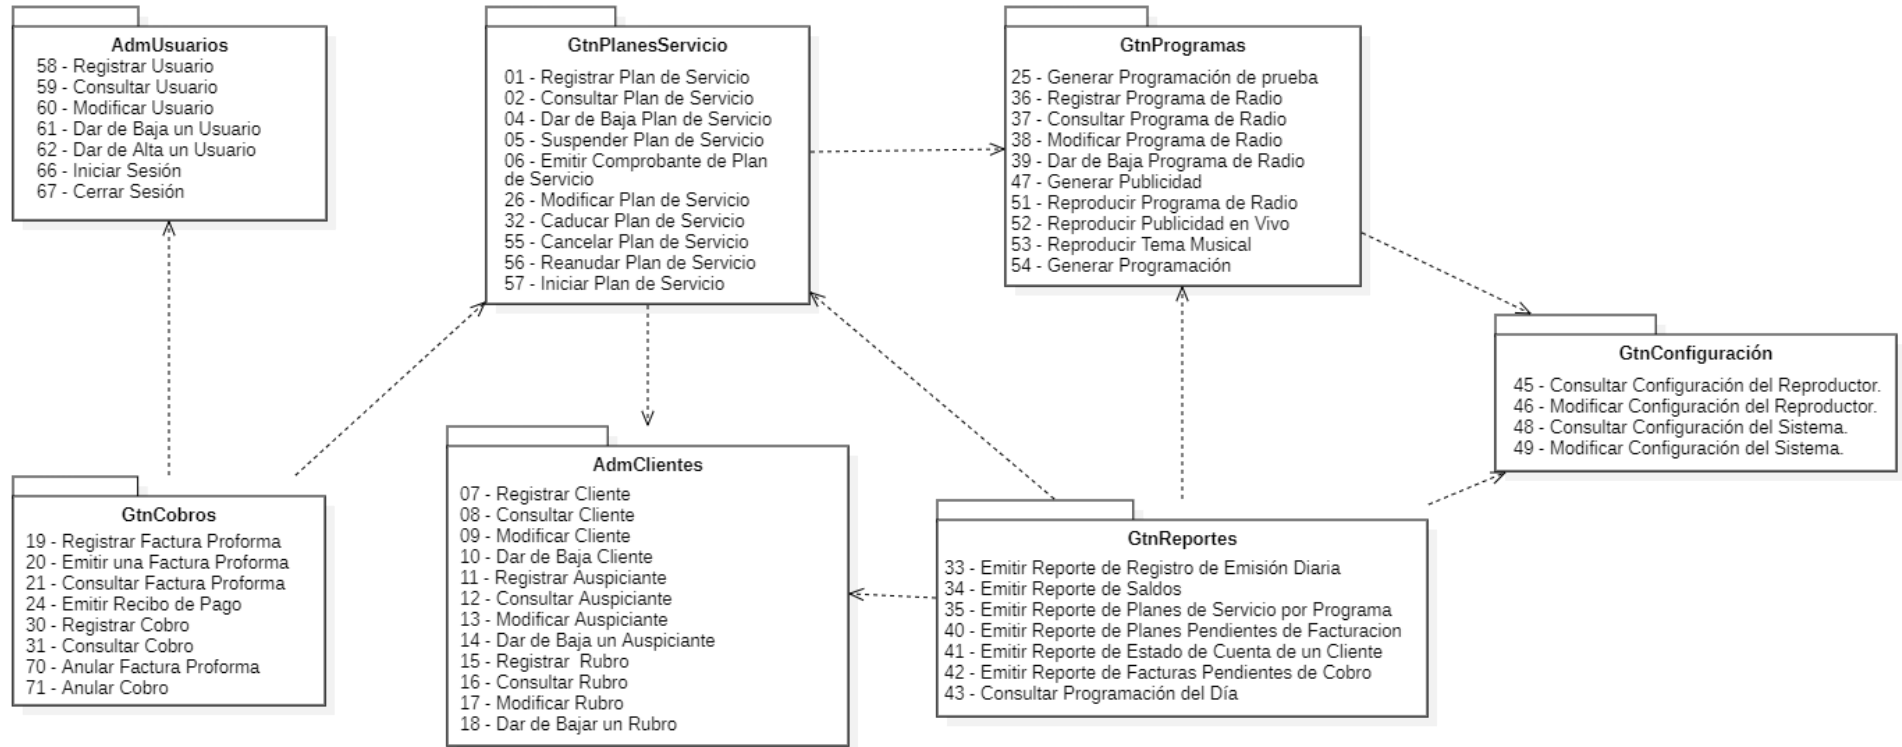 AdmUsuarios
58 - Registrar Usuario
59 - Consultar Usuario
60 - Modificar Usuario
61 - Dar de Baja un Usuario
62 - Dar de Alta un Usuario
66 - Iniciar Sesión
67 - Cerrar Sesión
GtnPlanesServicio
01 - Registrar Plan de Servicio
02 - Consultar Plan de Servicio
04 - Dar de Baja Plan de Servicio
05 - Suspender Plan de Servicio
06 - Emitir Comprobante de Plan
de Servicio
26 - Modificar Plan de Servicio
32 - Caducar Plan de Servicio
55 - Cancelar Plan de Servicio
56 - Reanudar Plan de Servicio
57 - Iniciar Plan de Servicio
GtnProgramas
25 - Generar Programación de prueba
36 - Registrar Programa de Radio
37 - Consultar Programa de Radio
38 - Modificar Programa de Radio
39 - Dar de Baja Programa de Radio
47 - Generar Publicidad
51 - Reproducir Programa de Radio
52 - Reproducir Publicidad en Vivo
53 - Reproducir Tema Musical
54 - Generar Programación
GtnConfiguración
45 - Consultar Configuración del Reproductor.
46 - Modificar Configuración del Reproductor.
48 - Consultar Configuración del Sistema.
49 - Modificar Configuración del Sistema.
GtnCobros
19 - Registrar Factura Proforma
20 - Emitir una Factura Proforma
21 - Consultar Factura Proforma
24 - Emitir Recibo de Pago
30 - Registrar Cobro
31 - Consultar Cobro
70 - Anular Factura Proforma
71 - Anular Cobro
AdmClientes
07 - Registrar Cliente
08 - Consultar Cliente
09 - Modificar Cliente
10 - Dar de Baja Cliente
11 - Registrar Auspiciante
12 - Consultar Auspiciante
13 - Modificar Auspiciante
14 - Dar de Baja un Auspiciante
15 - Registrar  Rubro
16 - Consultar Rubro
17 - Modificar Rubro
18 - Dar de Bajar un Rubro
GtnReportes
33 - Emitir Reporte de Registro de Emisión Diaria
34 - Emitir Reporte de Saldos
35 - Emitir Reporte de Planes de Servicio por Programa
40 - Emitir Reporte de Planes Pendientes de Facturacion
41 - Emitir Reporte de Estado de Cuenta de un Cliente
42 - Emitir Reporte de Facturas Pendientes de Cobro
43 - Consultar Programación del Día